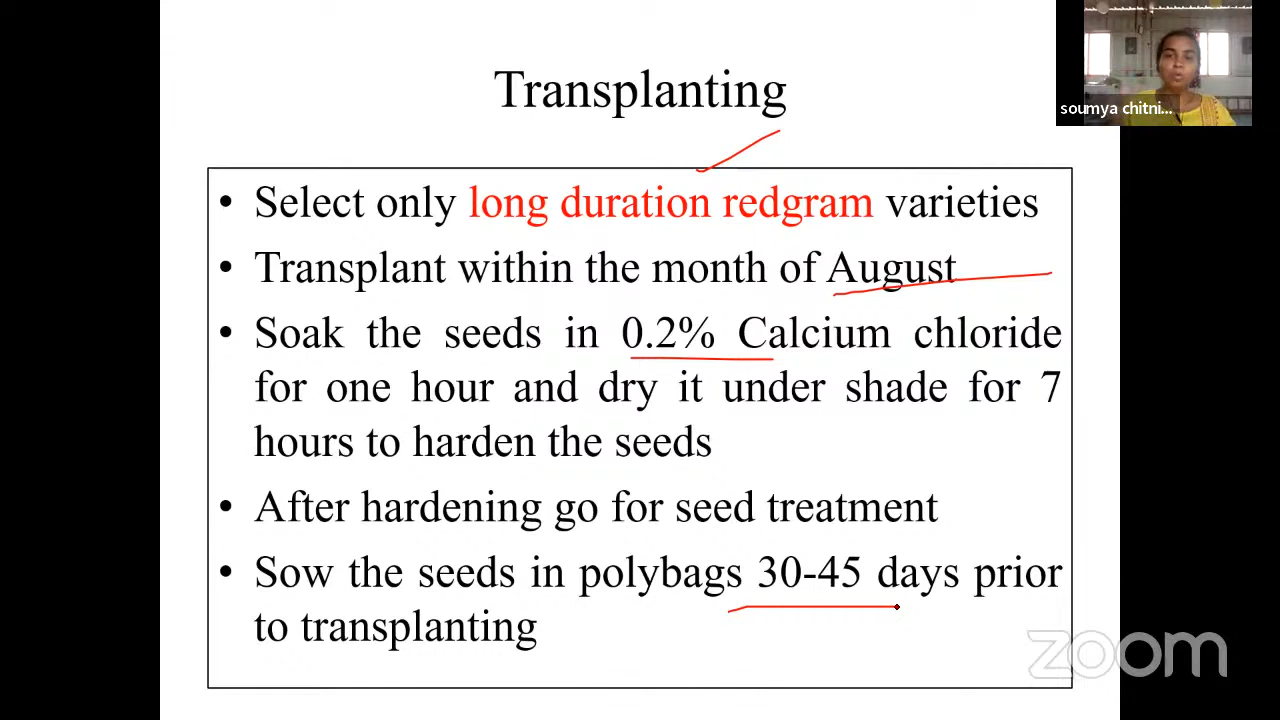 Transplanting
soumya chitni...
• Select only long duration redgram varieties
• Transplant within the month of August
• Soak the seeds in 0.2% Calcium chloride
for one hour and dry it under shade for 7
hours to harden the seeds
• After hardening go for seed treatment
• Sow the seeds in polybags 30-45 days prior
to transplanting
zoom